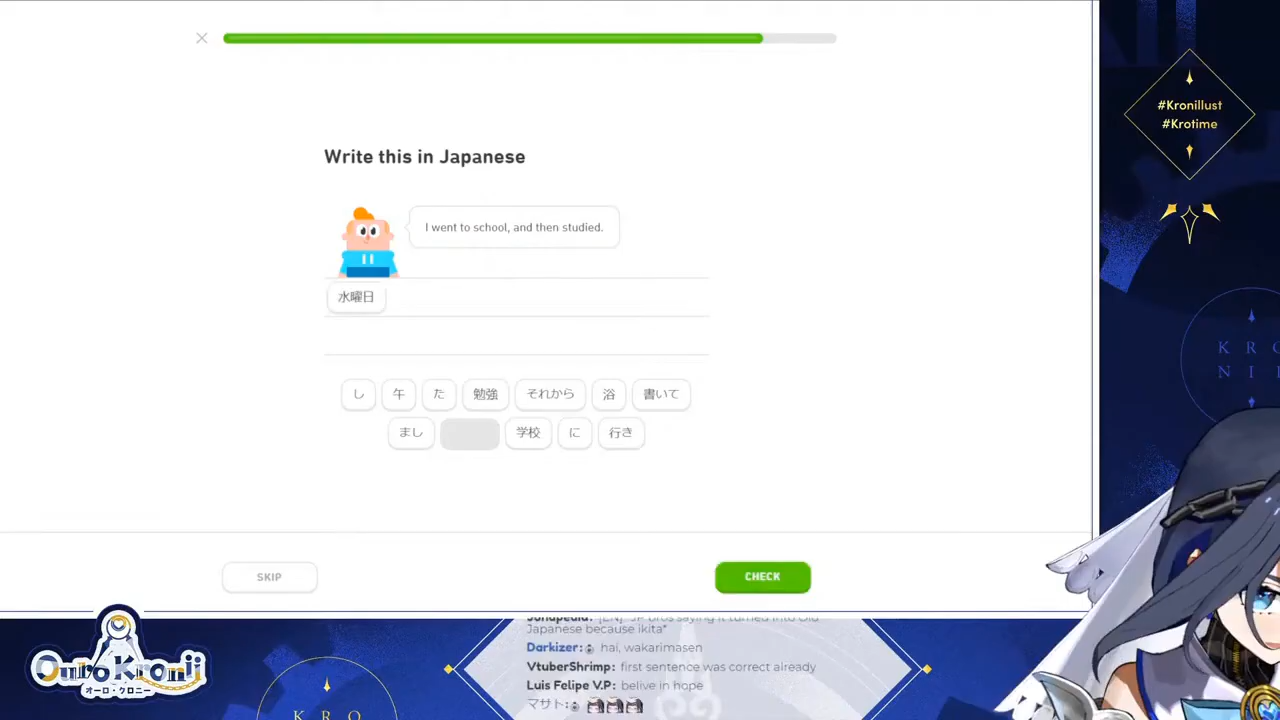 #Kronillust
#Krotime
Write this in Japanese
I went to school, and then studied.
水曜日
し 午 た 勉強 それから 浴 書いて
まし 学校 に 行き
SKIP
CHECK
Japanese because ikita*
Darkizer: hai, wakarimasen
VtuberShrimp: first sentence was correct already
Luis Felipe V.P: belive in hope
マサト:
Ouro Kronii
オーロ・クロニー
K R O
N I
K R O